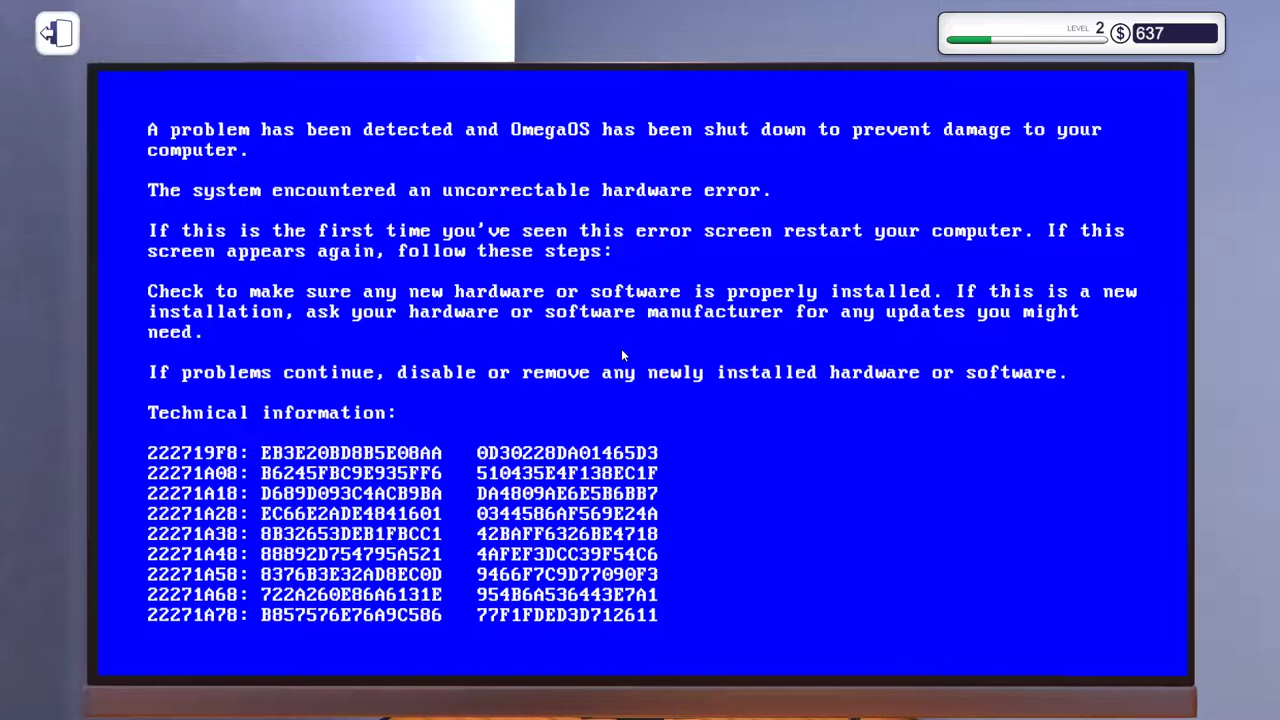 LEVEL 2
$ 637
A problem has been detected and OmegaOS has been shut down to prevent damage to your
computer.
The system encountered an uncorrectable hardware error.
If this is the first time you've seen this error screen restart your computer. If this
screen appears again, follow these steps:
Check to make sure any new hardware or software is properly installed. If this is a new
installation, ask your hardware or software manufacturer for any updates you might
need.
If problems continue, disable or remove any newly installed hardware or software.
Technical information:
222719F8: EB3E20BD8B5E08AA 0D30228DA01465D3
22271A08: B6245FBC9E935FF6 510435E4F138EC1F
22271A18: D689D093C4ACB9BA DA4809AE6E5B6BB7
22271A28: EC66E2ADE4841601 0344586AF569E24A
22271A38: 8B32653DEB1FBCC1 42BAFF6326BE4718
22271A48: 88892D754795A521 4AFEF3DCC39F54C6
22271A58: 8376B3E32AD8EC0D 9466F7C9D77090F3
22271A68: 722A260E86A6131E 954B6A536443E7A1
22271A78: B857576E76A9C586 77F1FDED3D712611